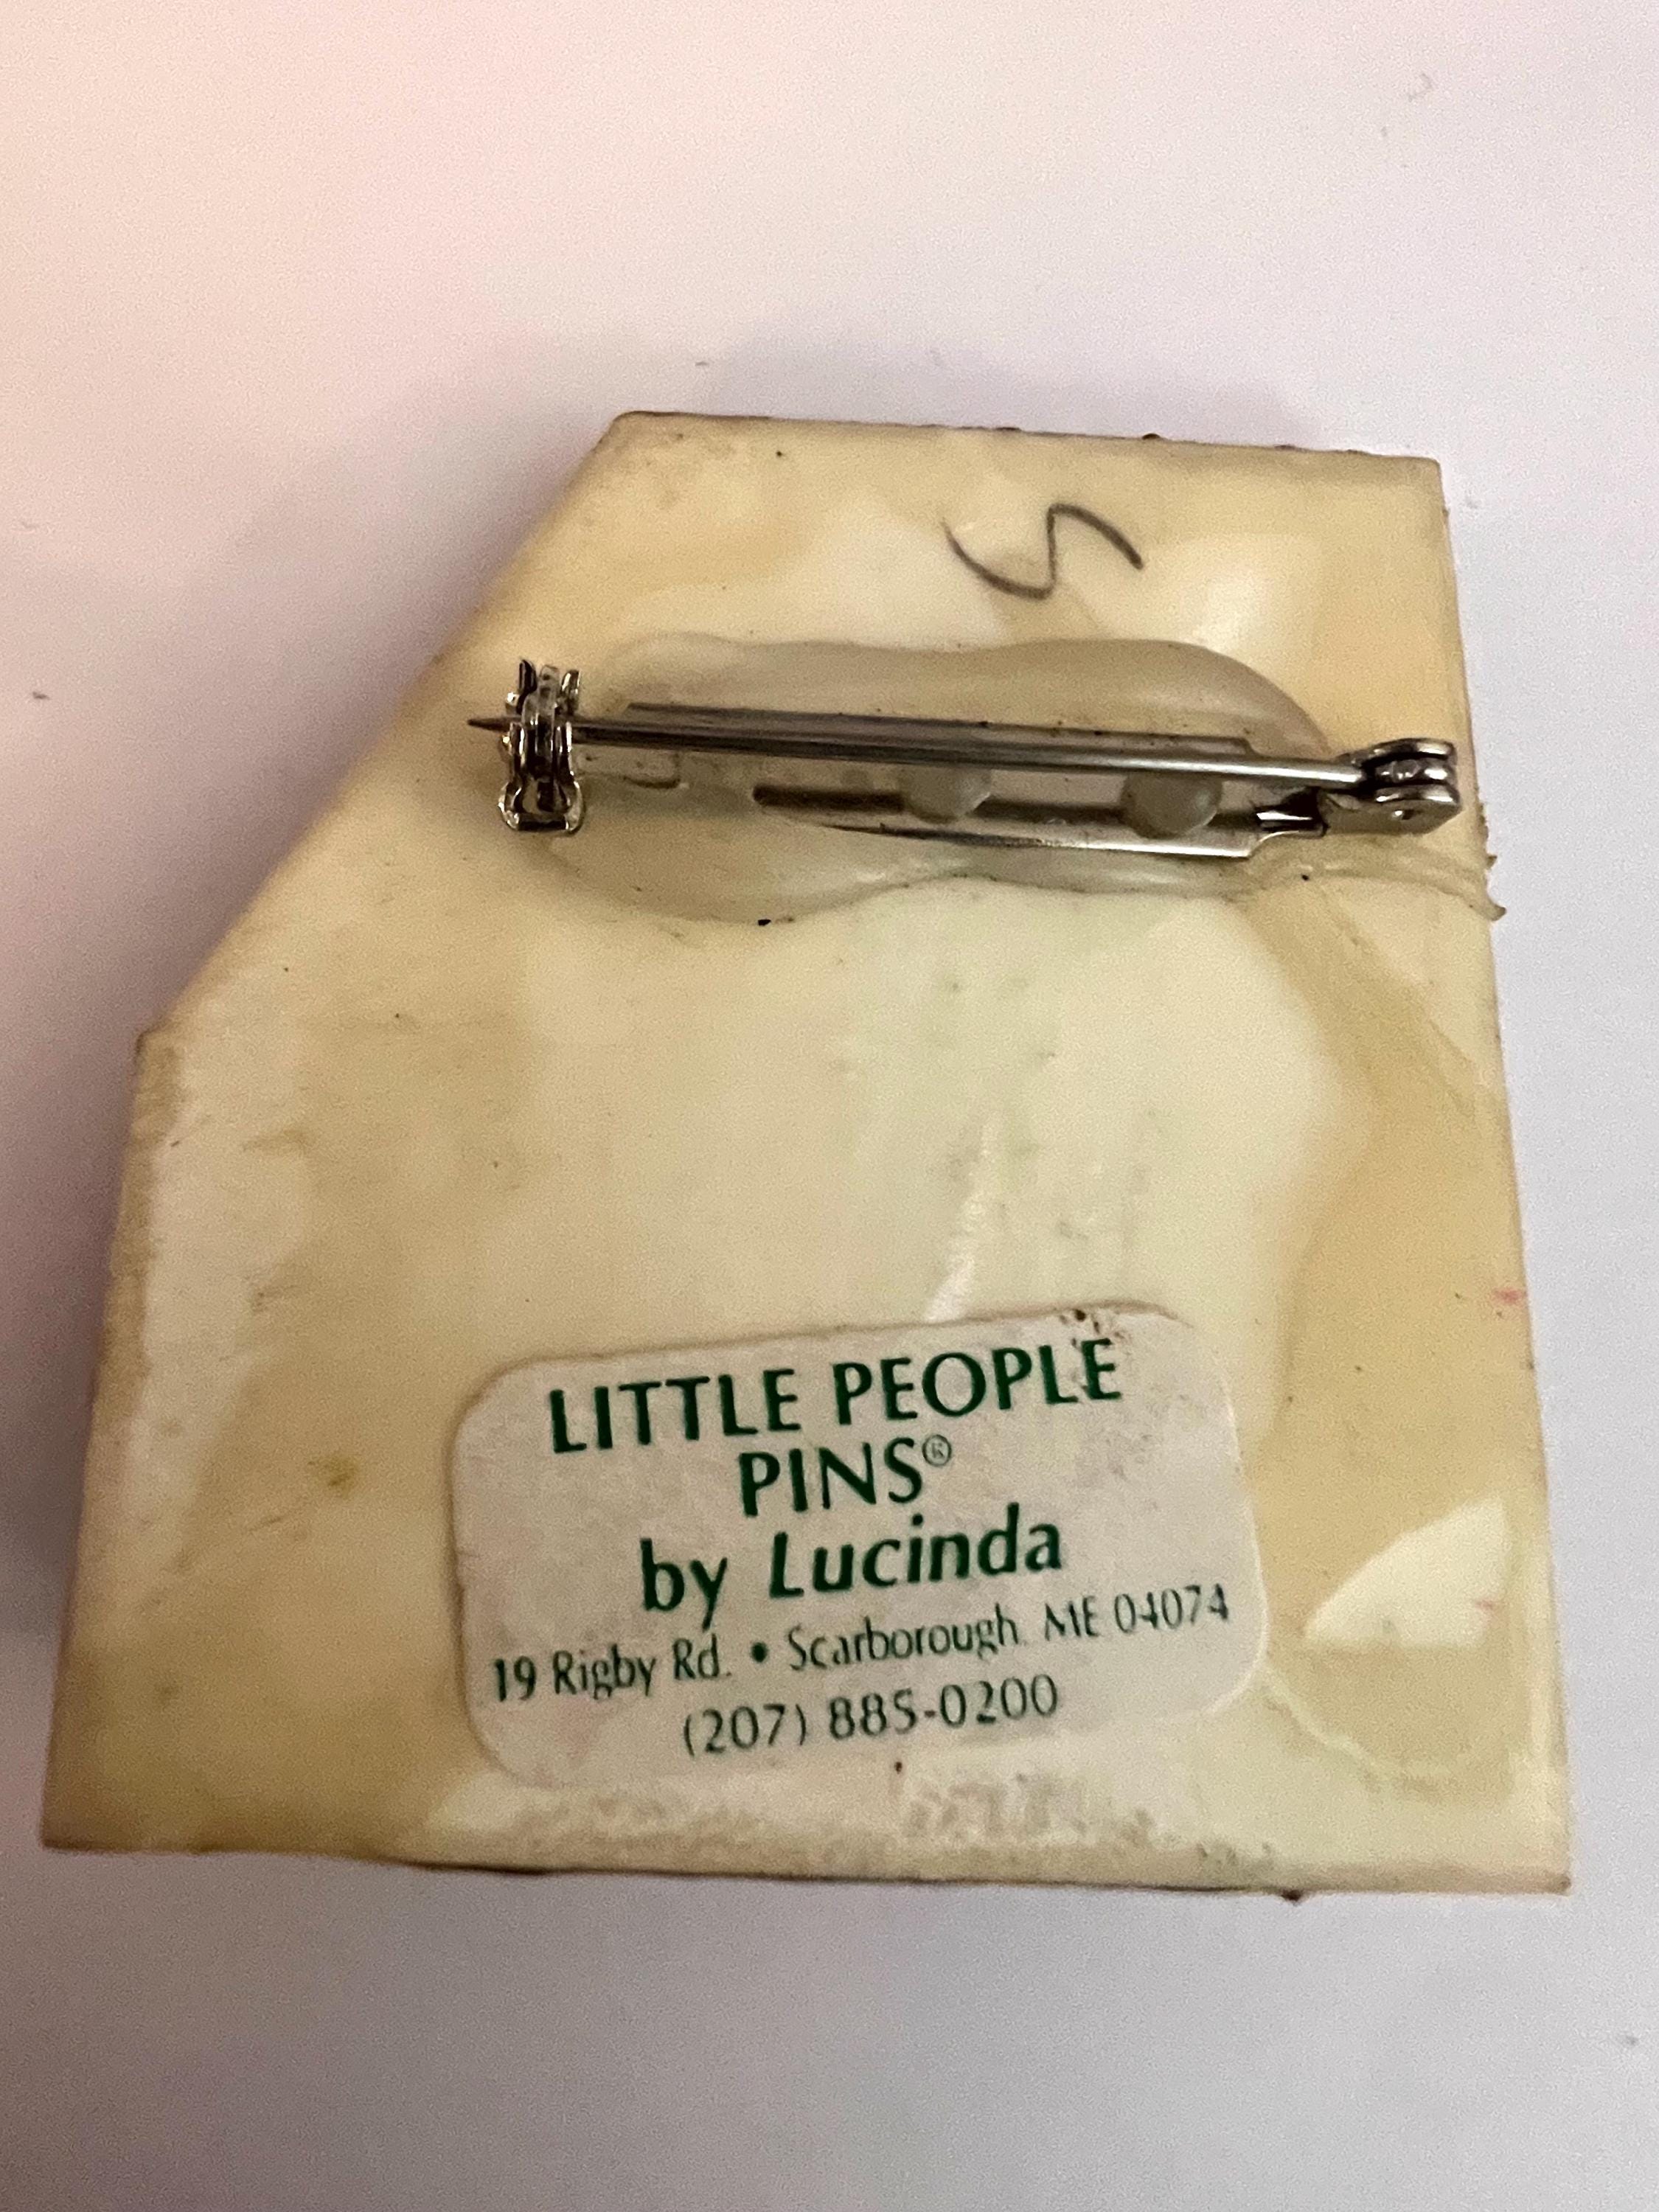 LITTLE PEOPLE
PINS®
by Lucinda
19 Rigby Rd. • Scarborough, ME 04074
(207) 885-0200